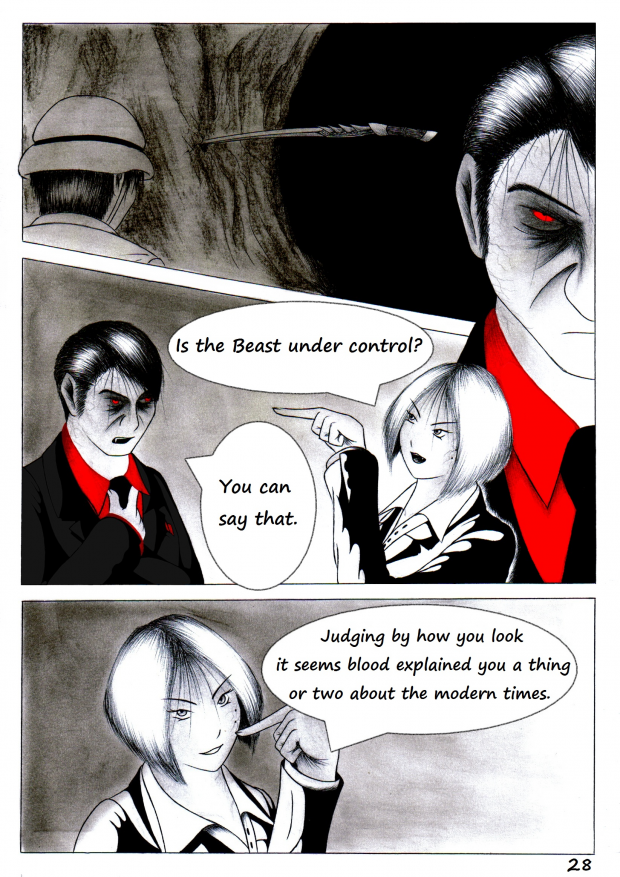 Is the Beast under control?
You can
say that.
Judging by how you look
it seems blood explained you a thing
or two about the modern times.
28